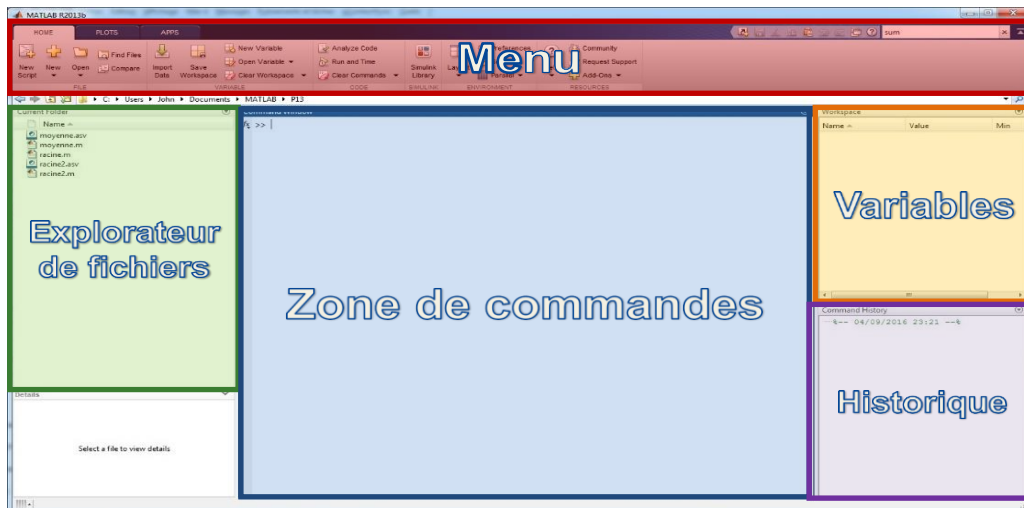 MATLAB R2013b
HOME PLOTS APPS
sum
New Script
New
Open
Find Files
Compare
Import Data
Save Workspace
New Variable
Open Variable
Clear Workspace
Analyze Code
Run and Time
Clear Commands
Simulink Library
Preferences
Parallel
Community
Request Support
Add-Ons
FILE VARIABLE CODE SIMULINK ENVIRONMENT RESOURCES
Menu
C: Users John Documents MATLAB P13
Current Folder
Name
moyenne.asv
moyenne.m
racine.m
racine2.asv
racine2.m
Explorateur
de fichiers
Details
Select a file to view details
Command Window
>>
Zone de commandes
Workspace
Name Value Min
Variables
Command History
%-- 04/09/2016 23:21 --%
Historique